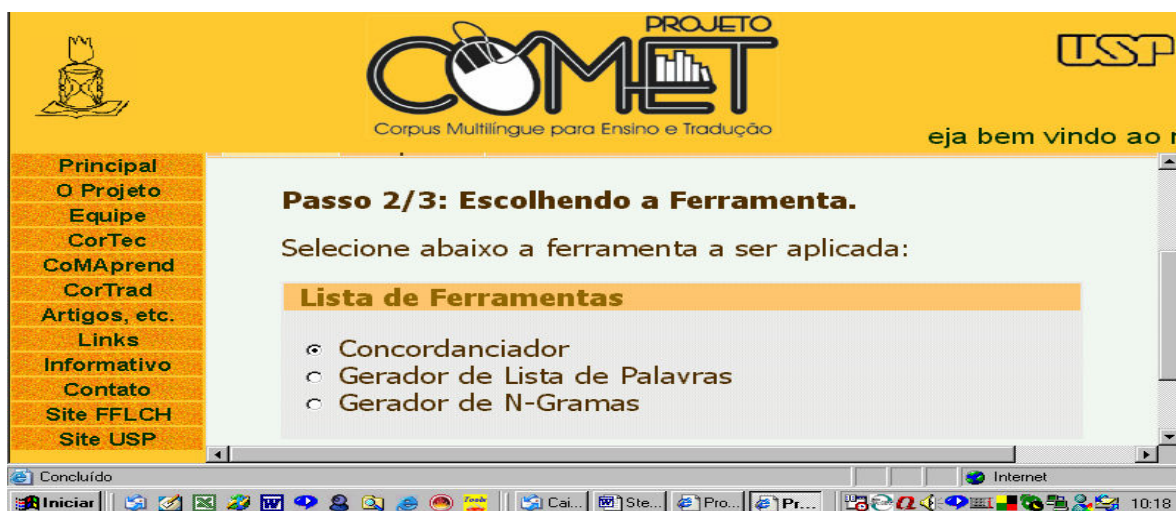 PROJETO
COMET
Corpus Multilíngue para Ensino e Tradução
USP
eja bem vindo ao
Principal
O Projeto
Equipe
CorTec
CoMAprend
CorTrad
Artigos, etc.
Links
Informativo
Contato
Site FFLCH
Site USP
Passo 2/3: Escolhendo a Ferramenta.
Selecione abaixo a ferramenta a ser aplicada:
Lista de Ferramentas
Concordanciador
Gerador de Lista de Palavras
Gerador de N-Gramas
Concluído
Internet
Iniciar
Cai...
Ste...
Pro...
Pr...
10:18